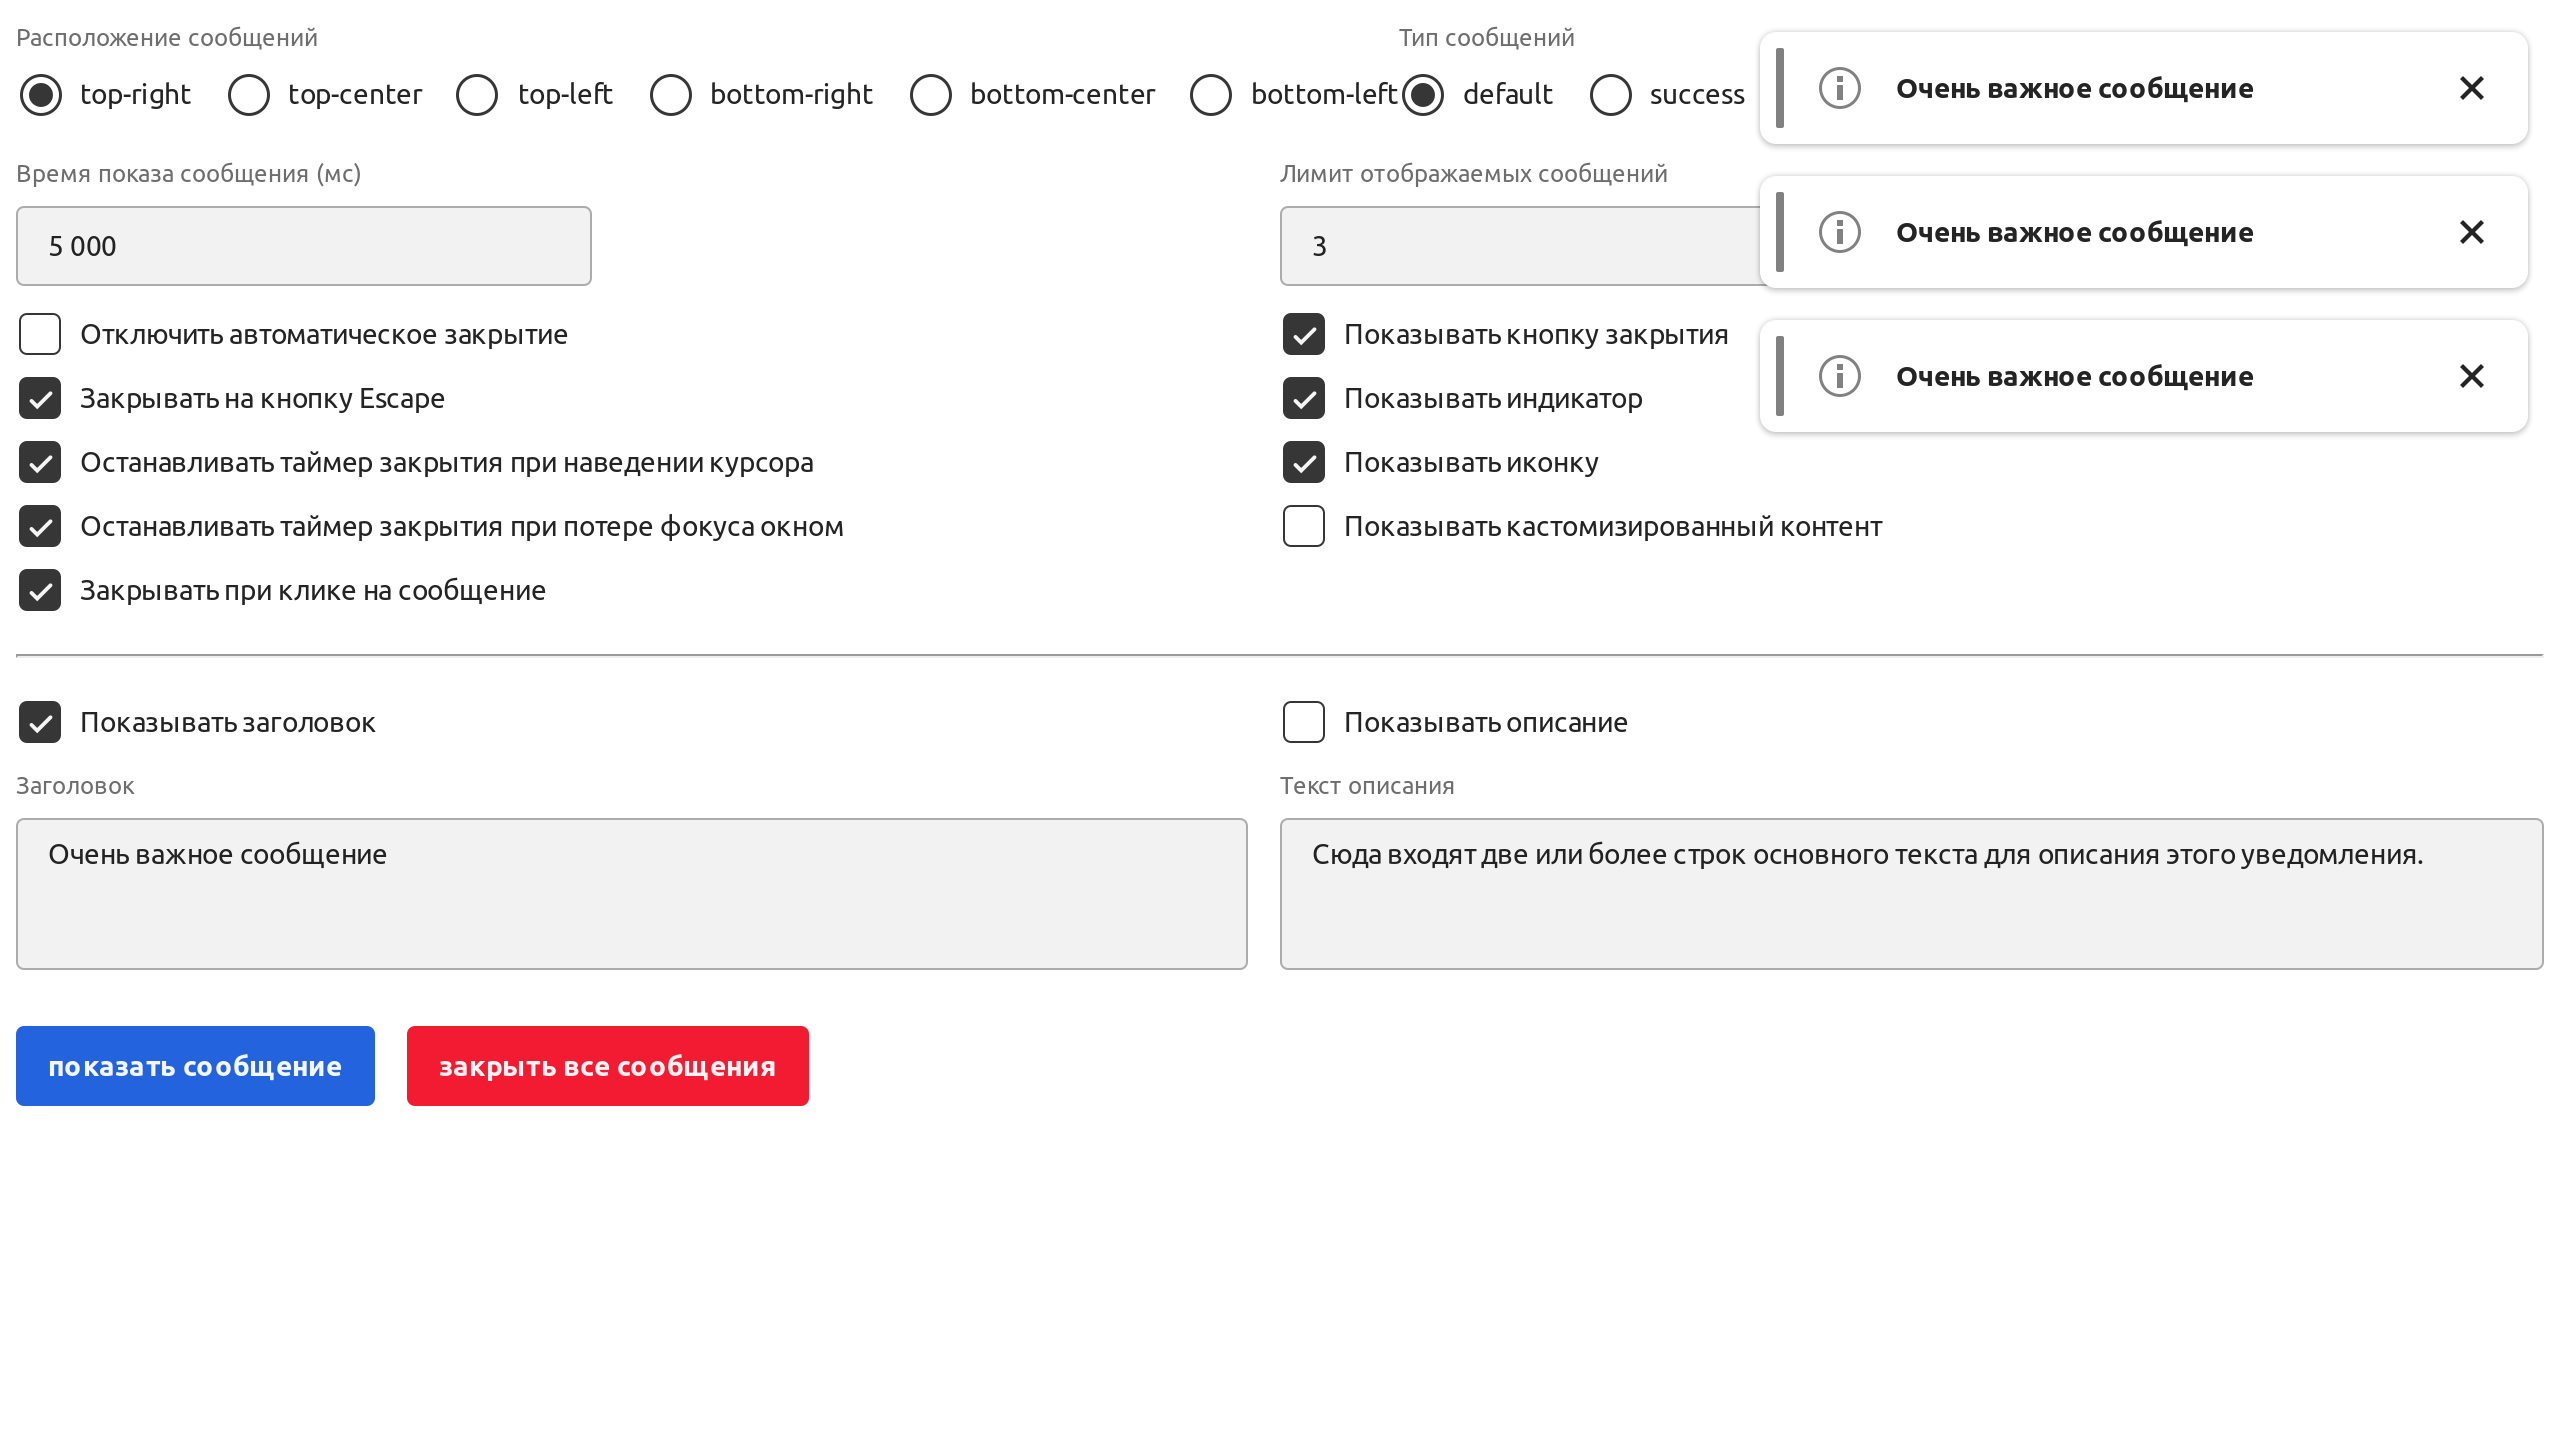 Расположение сообщений
top-right top-center top-left bottom-right bottom-center bottom-left
Тип сообщений
default success
Очень важное сообщение
Очень важное сообщение
Очень важное сообщение
Время показа сообщения (мс)
5 000
Лимит отображаемых сообщений
3
Отключить автоматическое закрытие
Закрывать на кнопку Escape
Останавливать таймер закрытия при наведении курсора
Останавливать таймер закрытия при потере фокуса окном
Закрывать при клике на сообщение
Показывать кнопку закрытия
Показывать индикатор
Показывать иконку
Показывать кастомизированный контент
Показывать заголовок
Показывать описание
Заголовок
Очень важное сообщение
Текст описания
Сюда входят две или более строк основного текста для описания этого уведомления.
показать сообщение
закрыть все сообщения